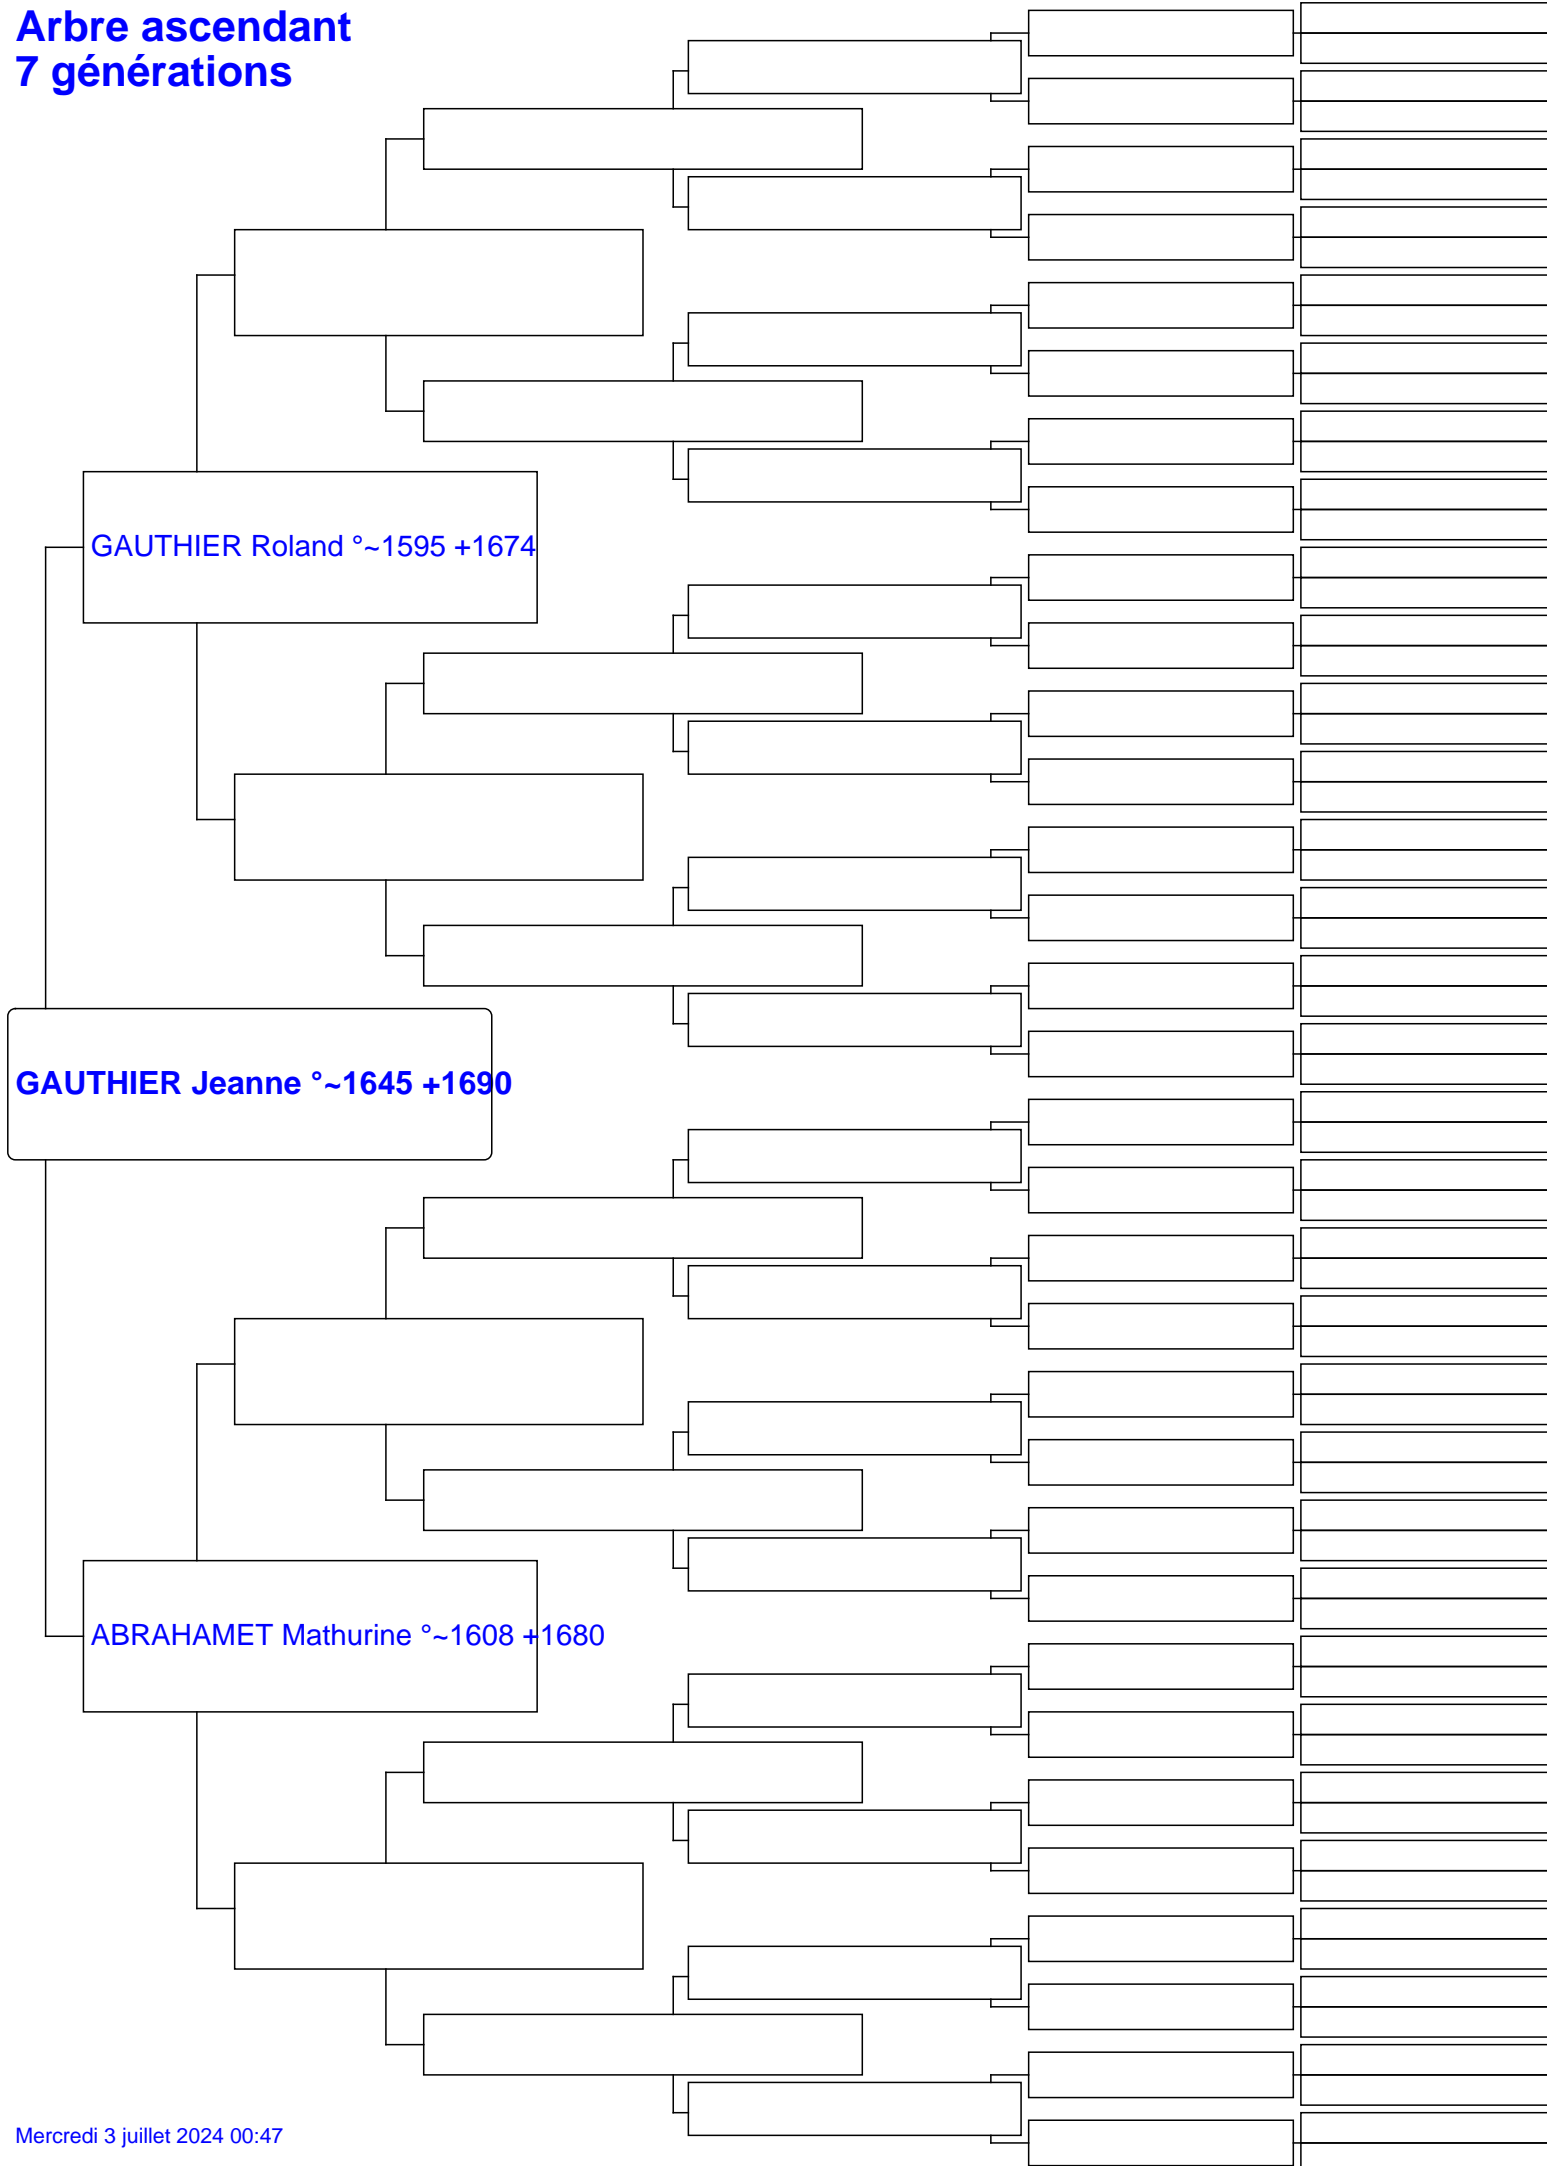 Arbre ascendant
7 générations
GAUTHIER Roland °~1595 +1674
GAUTHIER Jeanne °~1645 +1690
ABRAHAMET Mathurine °~1608 +1680
Mercredi 3 juillet 2024 00:47